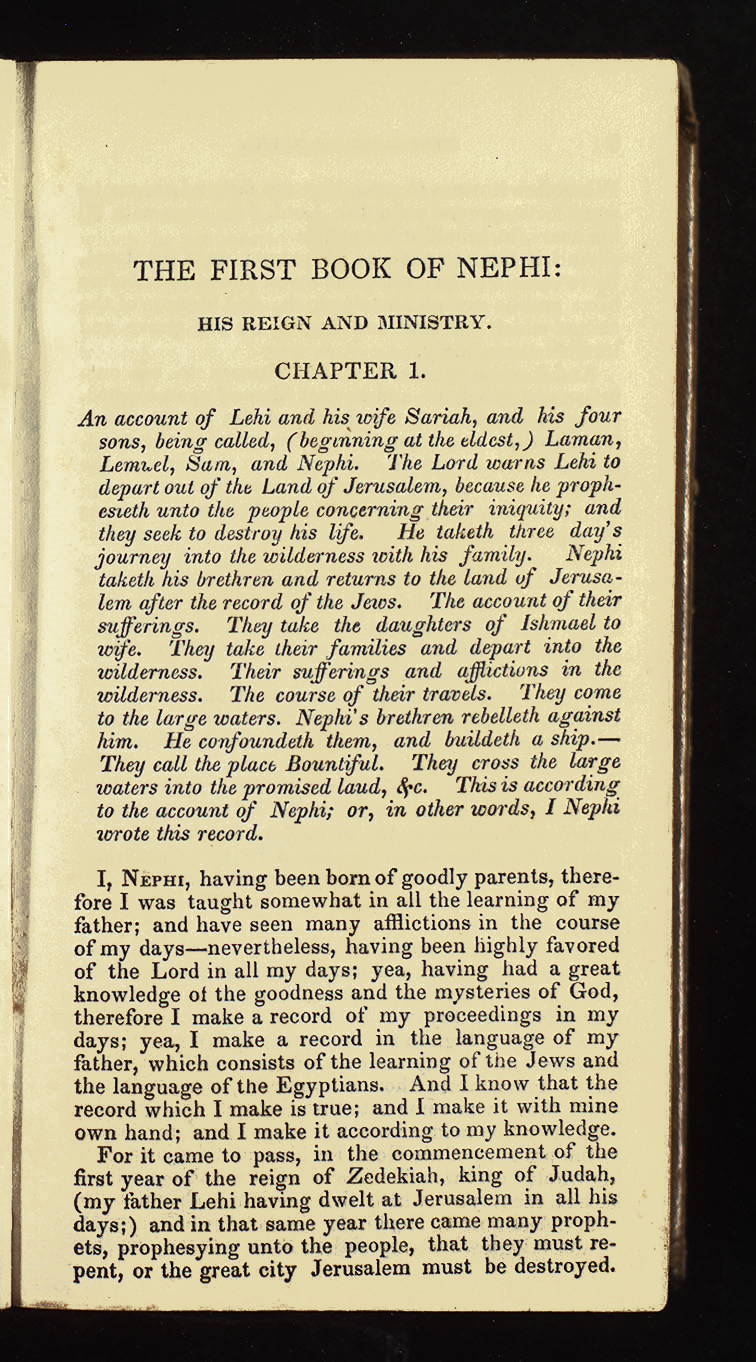 THE FIRST BOOK OF NEPHI:
HIS REIGN AND MINISTRY.
CHAPTER 1.
An account of Lehi and his wife Sariah, and his four
sons, being called, (beginning at the eldest,) Laman,
Lemuel, Sam, and Nephi. The Lord warns Lehi to
depart out of the Land of Jerusalem, because he proph-
esieth unto the people concerning their iniquity; and
they seek to destroy his life. He taketh three day's
journey into the wilderness with his family. Nephi
taketh his brethren and returns to the land of Jerusa-
lem after the record of the Jews. The account of their
sufferings. They take the daughters of Ishmael to
wife. They take their families and depart into the
wilderness. Their sufferings and afflictions in the
wilderness. The course of their travels. They come
to the large waters. Nephi's brethren rebelleth against
him. He confoundeth them, and buildeth a ship.—
They call the place Bountiful. They cross the large
waters into the promised laud, &c. This is according
to the account of Nephi; or, in other words, I Nephi
wrote this record.
I, NEPHI, having been born of goodly parents, there-
fore I was taught somewhat in all the learning of my
father; and have seen many afflictions in the course
of my days—nevertheless, having been highly favored
of the Lord in all my days; yea, having had a great
knowledge of the goodness and the mysteries of God,
therefore I make a record of my proceedings in my
days; yea, I make a record in the language of my
father, which consists of the learning of the Jews and
the language of the Egyptians. And I know that the
record which I make is true; and I make it with mine
own hand; and I make it according to my knowledge.
For it came to pass, in the commencement of the
first year of the reign of Zedekiah, king of Judah,
(my father Lehi having dwelt at Jerusalem in all his
days;) and in that same year there came many proph-
ets, prophesying unto the people, that they must re-
pent, or the great city Jerusalem must be destroyed.